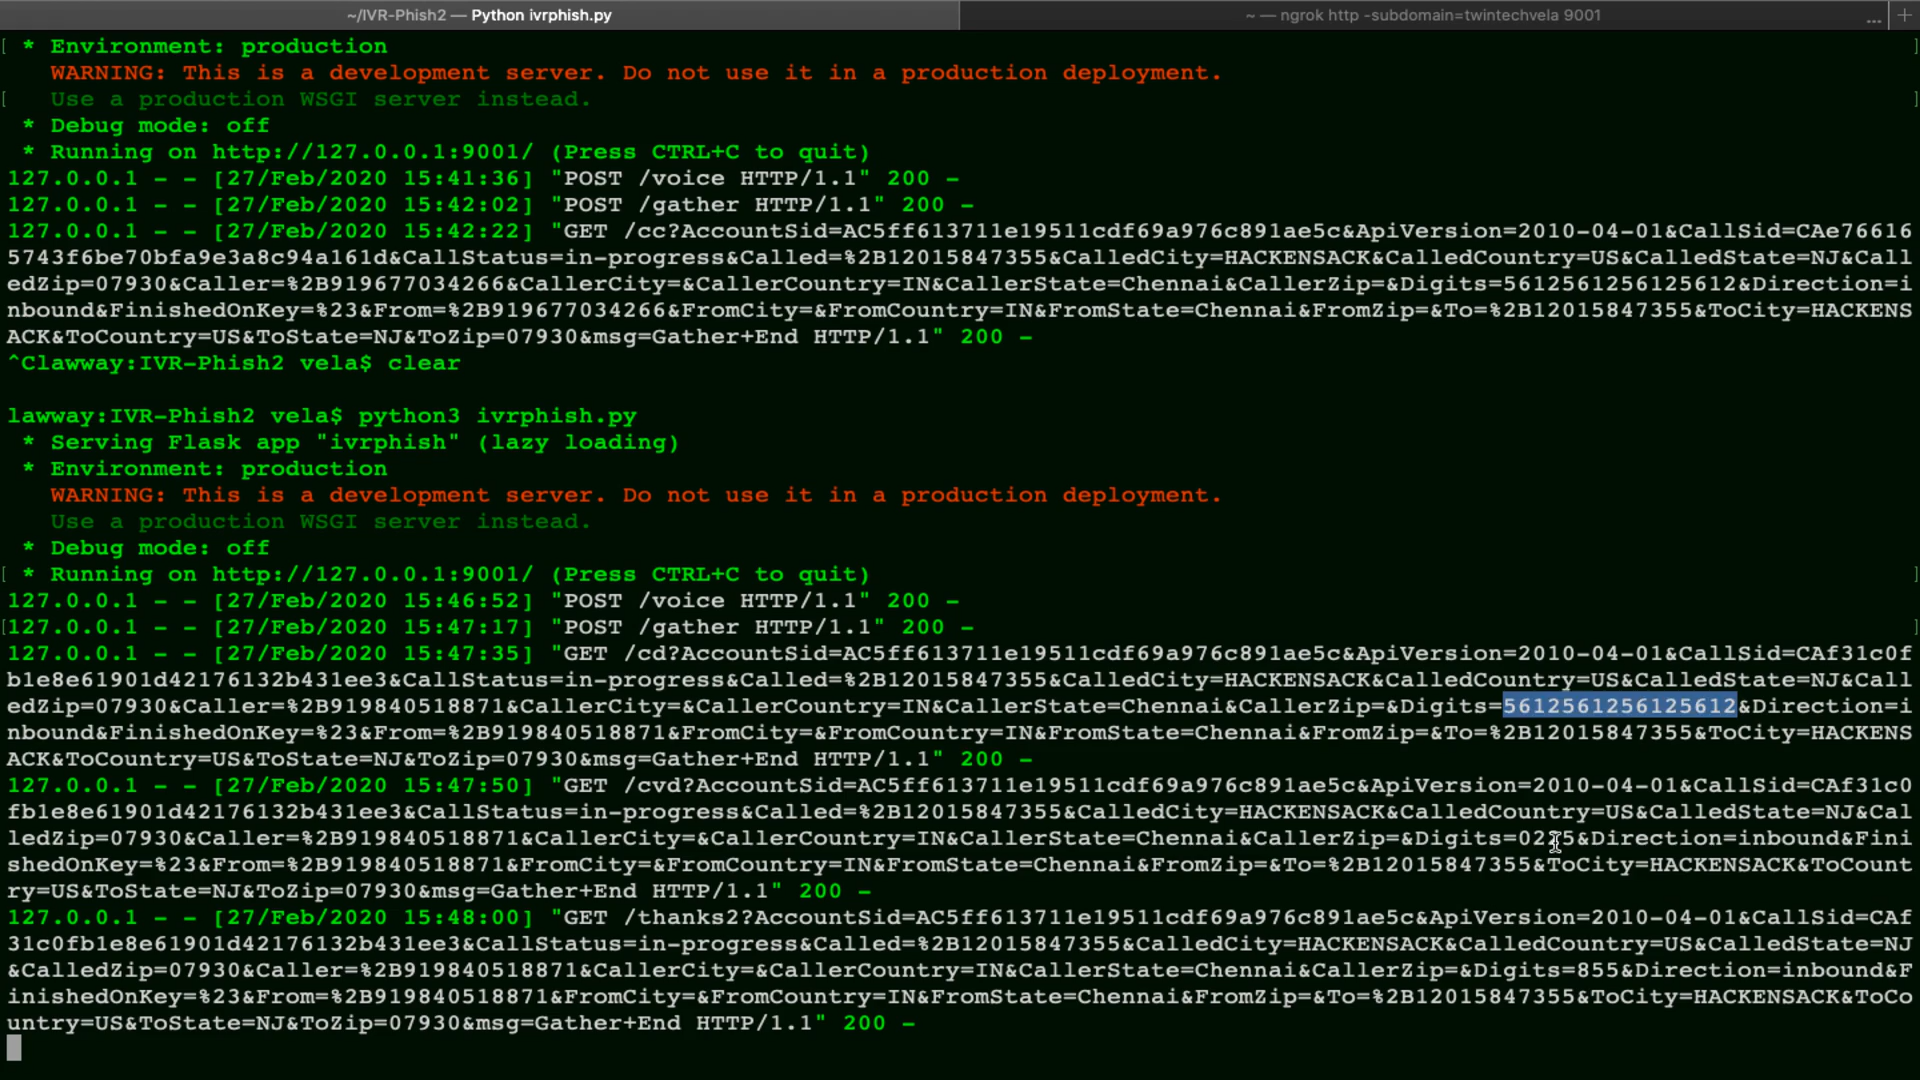 ~/IVR-Phish2 — Python ivrphish.py
~ — ngrok http -subdomain=twintechvela 9001
... +
[ * Environment: production ]
WARNING: This is a development server. Do not use it in a production deployment.
[ Use a production WSGI server instead. ]
* Debug mode: off
* Running on http://127.0.0.1:9001/ (Press CTRL+C to quit)
127.0.0.1 - - [27/Feb/2020 15:41:36] "POST /voice HTTP/1.1" 200 -
127.0.0.1 - - [27/Feb/2020 15:42:02] "POST /gather HTTP/1.1" 200 -
127.0.0.1 - - [27/Feb/2020 15:42:22] "GET /cc?AccountSid=AC5ff613711e19511cdf69a976c891ae5c&ApiVersion=2010-04-01&CallSid=CAe76616
5743f6be70bfa9e3a8c94a161d&CallStatus=in-progress&Called=%2B12015847355&CalledCity=HACKENSACK&CalledCountry=US&CalledState=NJ&Call
edZip=07930&Caller=%2B919677034266&CallerCity=&CallerCountry=IN&CallerState=Chennai&CallerZip=&Digits=5612561256125612&Direction=i
nbound&FinishedOnKey=%23&From=%2B919677034266&FromCity=&FromCountry=IN&FromState=Chennai&FromZip=&To=%2B12015847355&ToCity=HACKENS
ACK&ToCountry=US&ToState=NJ&ToZip=07930&msg=Gather+End HTTP/1.1" 200 -
^Clawway:IVR-Phish2 vela$ clear
lawway:IVR-Phish2 vela$ python3 ivrphish.py
* Serving Flask app "ivrphish" (lazy loading)
* Environment: production
WARNING: This is a development server. Do not use it in a production deployment.
Use a production WSGI server instead.
* Debug mode: off
[ * Running on http://127.0.0.1:9001/ (Press CTRL+C to quit) ]
127.0.0.1 - - [27/Feb/2020 15:46:52] "POST /voice HTTP/1.1" 200 -
[127.0.0.1 - - [27/Feb/2020 15:47:17] "POST /gather HTTP/1.1" 200 - ]
127.0.0.1 - - [27/Feb/2020 15:47:35] "GET /cd?AccountSid=AC5ff613711e19511cdf69a976c891ae5c&ApiVersion=2010-04-01&CallSid=CAf31c0f
b1e8e61901d42176132b431ee3&CallStatus=in-progress&Called=%2B12015847355&CalledCity=HACKENSACK&CalledCountry=US&CalledState=NJ&Call
edZip=07930&Caller=%2B919840518871&CallerCity=&CallerCountry=IN&CallerState=Chennai&CallerZip=&Digits=5612561256125612&Direction=i
nbound&FinishedOnKey=%23&From=%2B919840518871&FromCity=&FromCountry=IN&FromState=Chennai&FromZip=&To=%2B12015847355&ToCity=HACKENS
ACK&ToCountry=US&ToState=NJ&ToZip=07930&msg=Gather+End HTTP/1.1" 200 -
127.0.0.1 - - [27/Feb/2020 15:47:50] "GET /cvd?AccountSid=AC5ff613711e19511cdf69a976c891ae5c&ApiVersion=2010-04-01&CallSid=CAf31c0
fb1e8e61901d42176132b431ee3&CallStatus=in-progress&Called=%2B12015847355&CalledCity=HACKENSACK&CalledCountry=US&CalledState=NJ&Cal
ledZip=07930&Caller=%2B919840518871&CallerCity=&CallerCountry=IN&CallerState=Chennai&CallerZip=&Digits=0225&Direction=inbound&Fini
shedOnKey=%23&From=%2B919840518871&FromCity=&FromCountry=IN&FromState=Chennai&FromZip=&To=%2B12015847355&ToCity=HACKENSACK&ToCount
ry=US&ToState=NJ&ToZip=07930&msg=Gather+End HTTP/1.1" 200 -
127.0.0.1 - - [27/Feb/2020 15:48:00] "GET /thanks2?AccountSid=AC5ff613711e19511cdf69a976c891ae5c&ApiVersion=2010-04-01&CallSid=CAf
31c0fb1e8e61901d42176132b431ee3&CallStatus=in-progress&Called=%2B12015847355&CalledCity=HACKENSACK&CalledCountry=US&CalledState=NJ
&CalledZip=07930&Caller=%2B919840518871&CallerCity=&CallerCountry=IN&CallerState=Chennai&CallerZip=&Digits=855&Direction=inbound&F
inishedOnKey=%23&From=%2B919840518871&FromCity=&FromCountry=IN&FromState=Chennai&FromZip=&To=%2B12015847355&ToCity=HACKENSACK&ToCo
untry=US&ToState=NJ&ToZip=07930&msg=Gather+End HTTP/1.1" 200 -